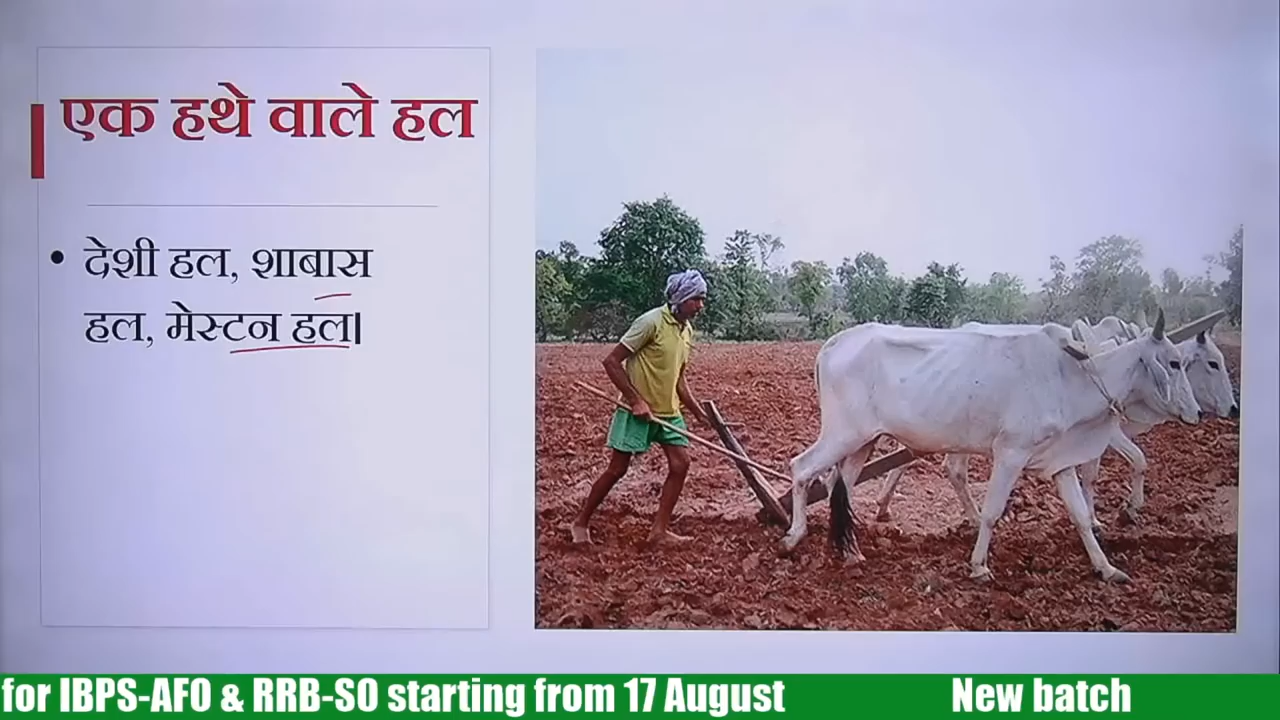 एक हथे वाले हल
• देशी हल, शाबास
हल, मेस्टन हल।
for IBPS-AFO & RRB-SO starting from 17 August New batch